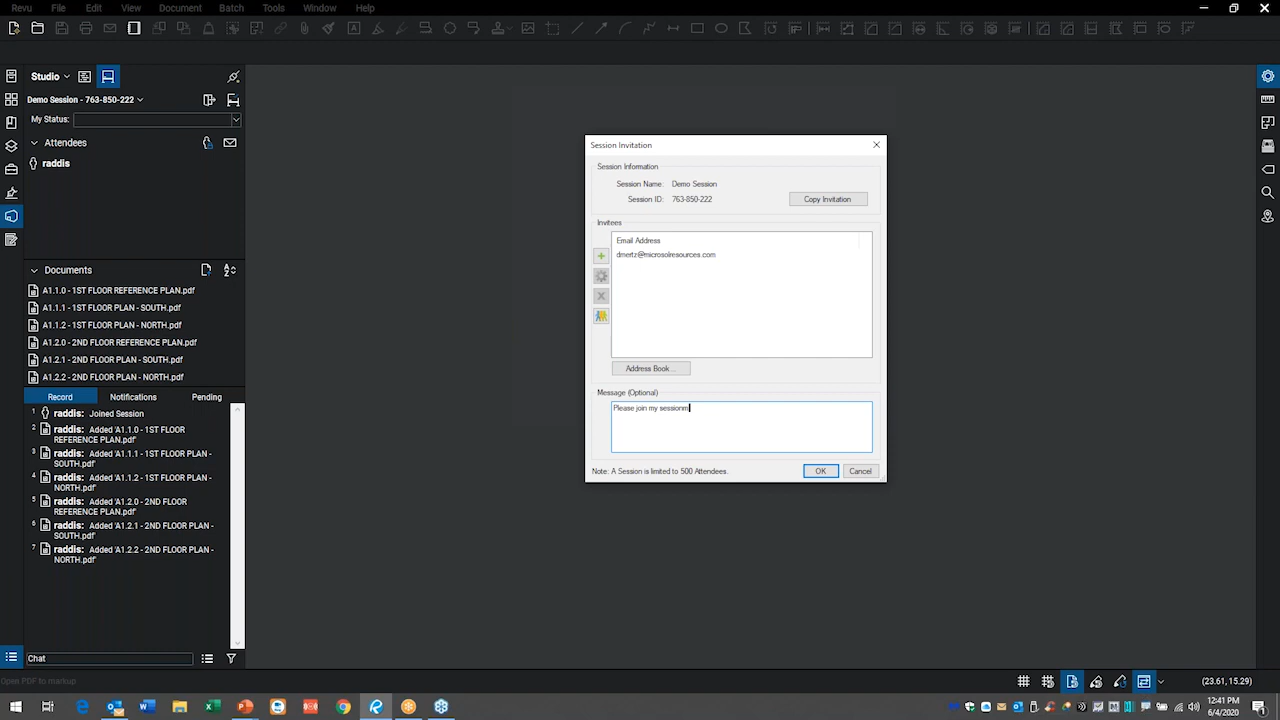 Revu File Edit View Document Batch Tools Window Help
Studio
Demo Session - 763-850-222
My Status:
Attendees
raddis
Documents
A1.1.0 - 1ST FLOOR REFERENCE PLAN.pdf
A1.1.1 - 1ST FLOOR PLAN - SOUTH.pdf
A1.1.2 - 1ST FLOOR PLAN - NORTH.pdf
A1.2.0 - 2ND FLOOR REFERENCE PLAN.pdf
A1.2.1 - 2ND FLOOR PLAN - SOUTH.pdf
A1.2.2 - 2ND FLOOR PLAN - NORTH.pdf
Record Notifications Pending
1 raddis: Joined Session
2 raddis: Added 'A1.1.0 - 1ST FLOOR
REFERENCE PLAN.pdf'
3 raddis: Added 'A1.1.1 - 1ST FLOOR PLAN -
SOUTH.pdf'
4 raddis: Added 'A1.1.2 - 1ST FLOOR PLAN -
NORTH.pdf'
5 raddis: Added 'A1.2.0 - 2ND FLOOR
REFERENCE PLAN.pdf'
6 raddis: Added 'A1.2.1 - 2ND FLOOR PLAN -
SOUTH.pdf'
7 raddis: Added 'A1.2.2 - 2ND FLOOR PLAN -
NORTH.pdf'
Chat
Open PDF to markup
Session Invitation
Session Information
Session Name: Demo Session
Session ID: 763-850-222
Copy Invitation
Invitees
Email Address
dmertz@microsolresources.com
Address Book ...
Message (Optional)
Please join my sessionm
Note: A Session is limited to 500 Attendees.
OK Cancel
(23.61, 15.29)
12:41 PM
6/4/2020